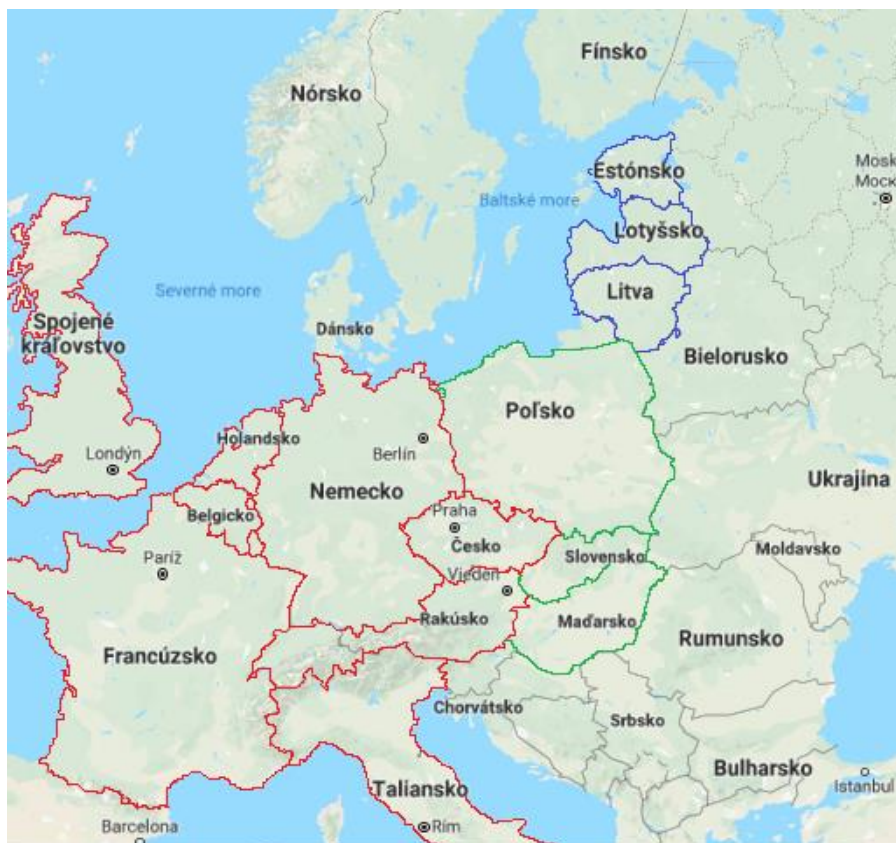 Fínsko
Nórsko
Estónsko
Mosk
Моск
Baltské more
Lotyšsko
Severné more
Litva
Spojené
kráľovstvo
Dánsko
Bielorusko
Poľsko
Holandsko
Berlín
Londýn
Ukrajina
Nemecko
Belgicko
Praha
Česko
Moldavsko
Slovensko
Paríž
Viedeň
Rakúsko
Maďarsko
Rumunsko
Francúzsko
Chorvátsko
Srbsko
Bulharsko
Istanbul
Taliansko
Barcelona
Rím